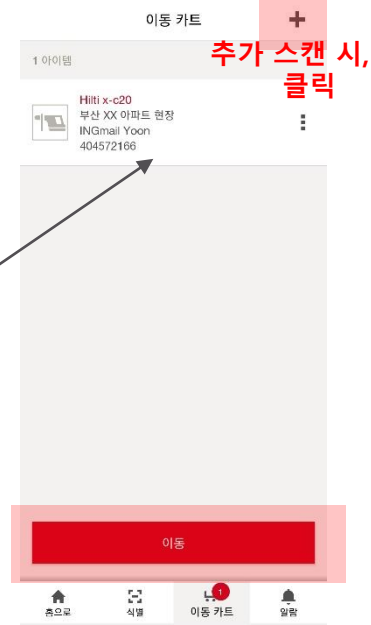 이동 카트
+
추가 스캔 시,
클릭
1 아이템
Hilti x-c20
부산 XX 아파트 현장
INGmail Yoon
404572166
이동
1
홈으로
식별
이동 카트
알람